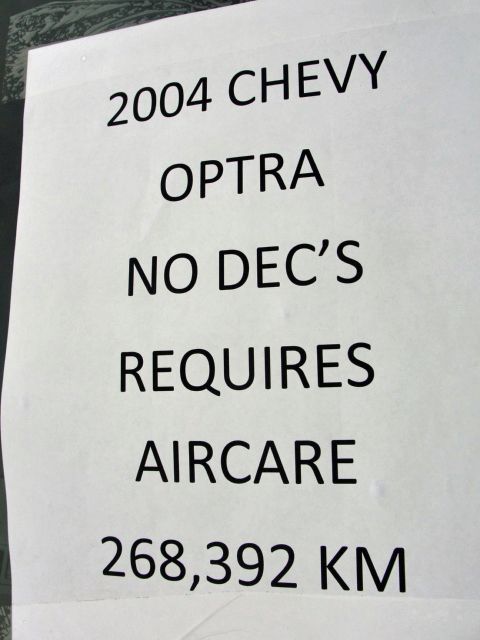 2004 CHEVY
OPTRA
NO DEC'S
REQUIRES
AIRCARE
268,392 KM